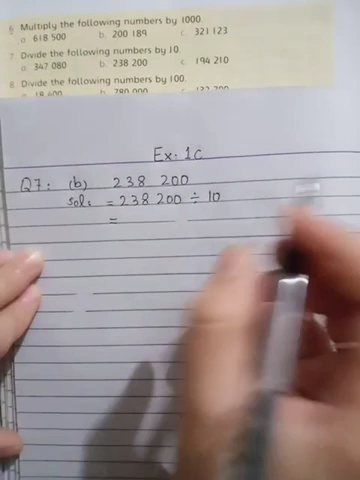 6 Multiply the following numbers by 1000.
a. 618 500 b. 200 189 c. 321 123
7. Divide the following numbers by 10.
a. 347 080 b. 238 200 c. 194 210
8 Divide the following numbers by 100.
Ex: 1c
Q7: (b) 238 200
Sol: = 238 200 ÷ 10
=